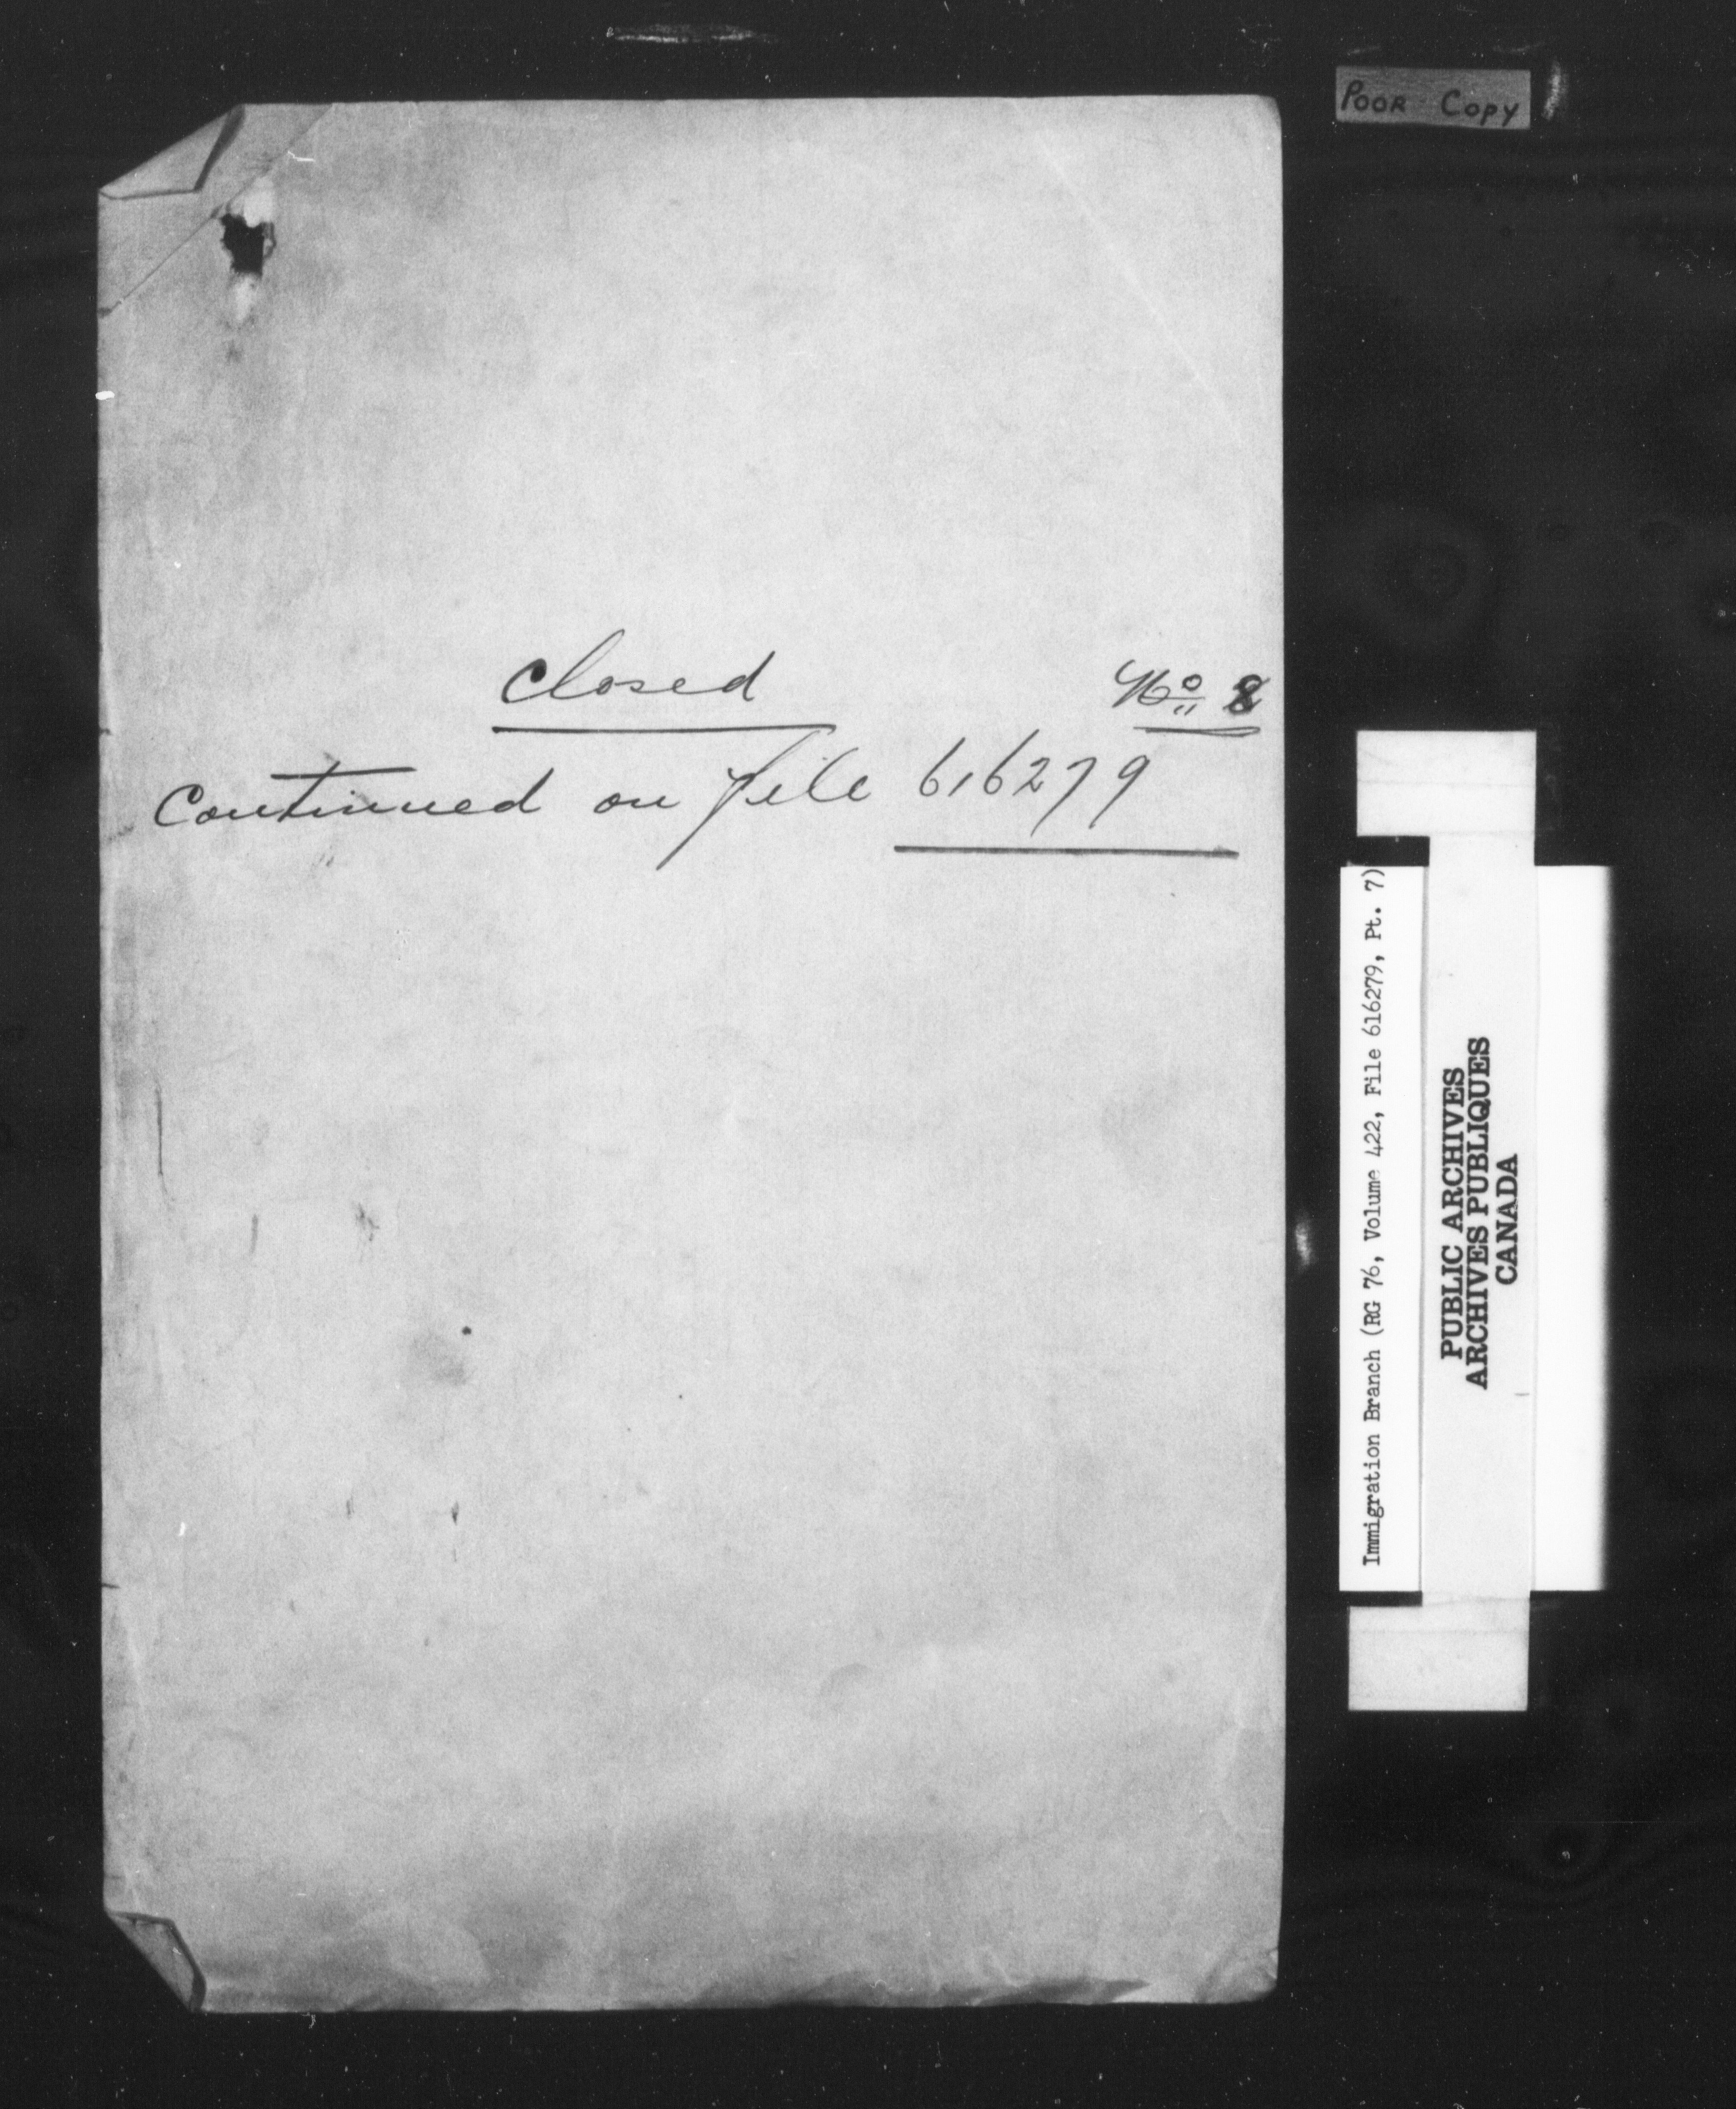 POOR COPY
Closed
No 8
Continued on file 616279
Immigration Branch (RG 76, Volume 422, File 616279, Pt. 7)
PUBLIC ARCHIVES
ARCHIVES PUBLIQUES
CANADA